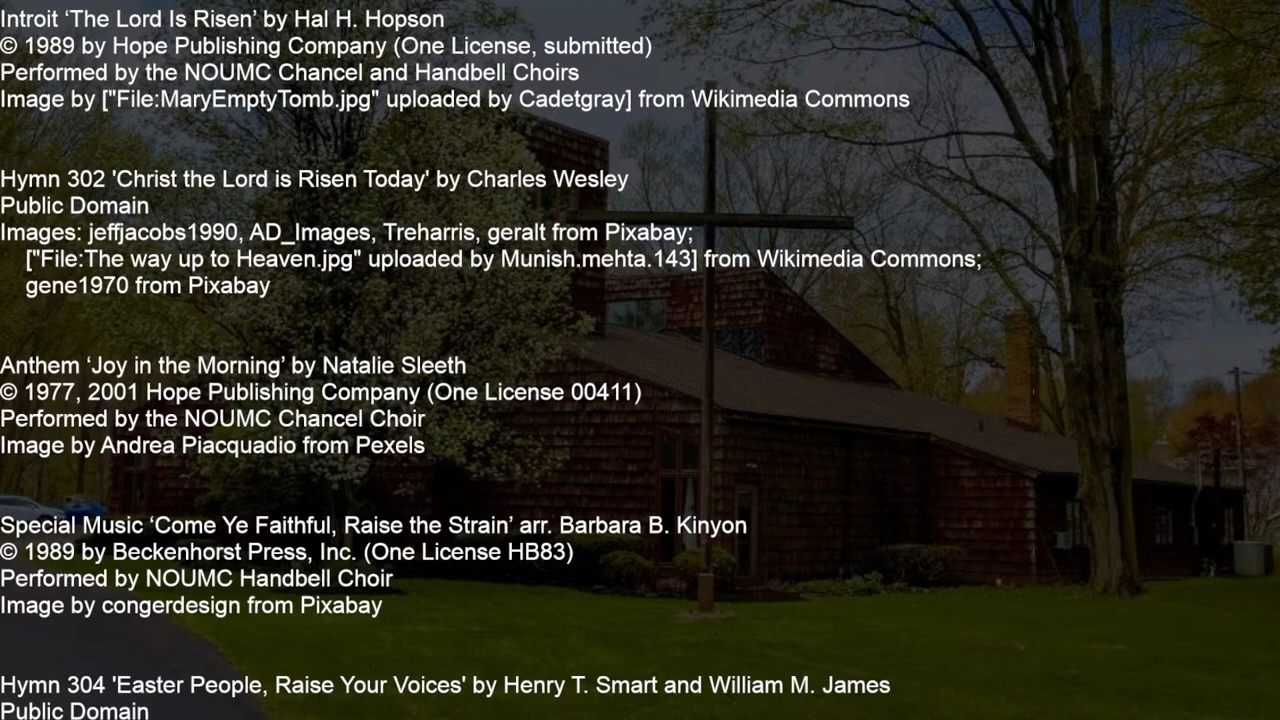 Introit ‘The Lord Is Risen’ by Hal H. Hopson
© 1989 by Hope Publishing Company (One License, submitted)
Performed by the NOUMC Chancel and Handbell Choirs
Image by ["File:MaryEmptyTomb.jpg" uploaded by Cadetgray] from Wikimedia Commons
Hymn 302 'Christ the Lord is Risen Today' by Charles Wesley
Public Domain
Images: jeffjacobs1990, AD_Images, Treharris, geralt from Pixabay;
["File:The way up to Heaven.jpg" uploaded by Munish.mehta.143] from Wikimedia Commons;
gene1970 from Pixabay
Anthem ‘Joy in the Morning’ by Natalie Sleeth
© 1977, 2001 Hope Publishing Company (One License 00411)
Performed by the NOUMC Chancel Choir
Image by Andrea Piacquadio from Pexels
Special Music ‘Come Ye Faithful, Raise the Strain’ arr. Barbara B. Kinyon
© 1989 by Beckenhorst Press, Inc. (One License HB83)
Performed by NOUMC Handbell Choir
Image by congerdesign from Pixabay
Hymn 304 'Easter People, Raise Your Voices' by Henry T. Smart and William M. James
Public Domain